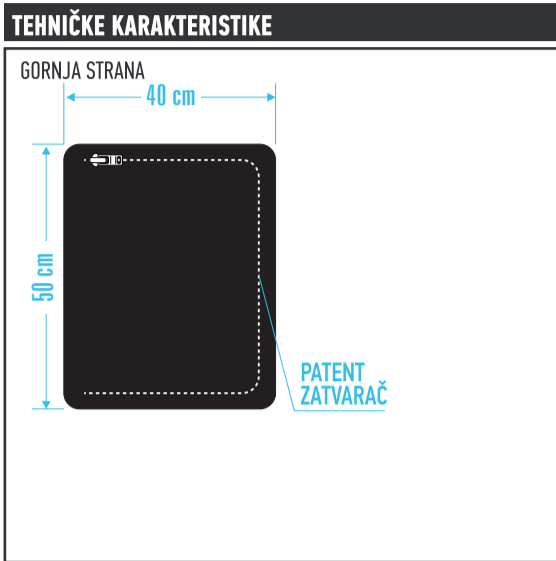 TEHNIČKE KARAKTERISTIKE
GORNJA STRANA
40 cm
50 cm
PATENT
ZATVARAČ